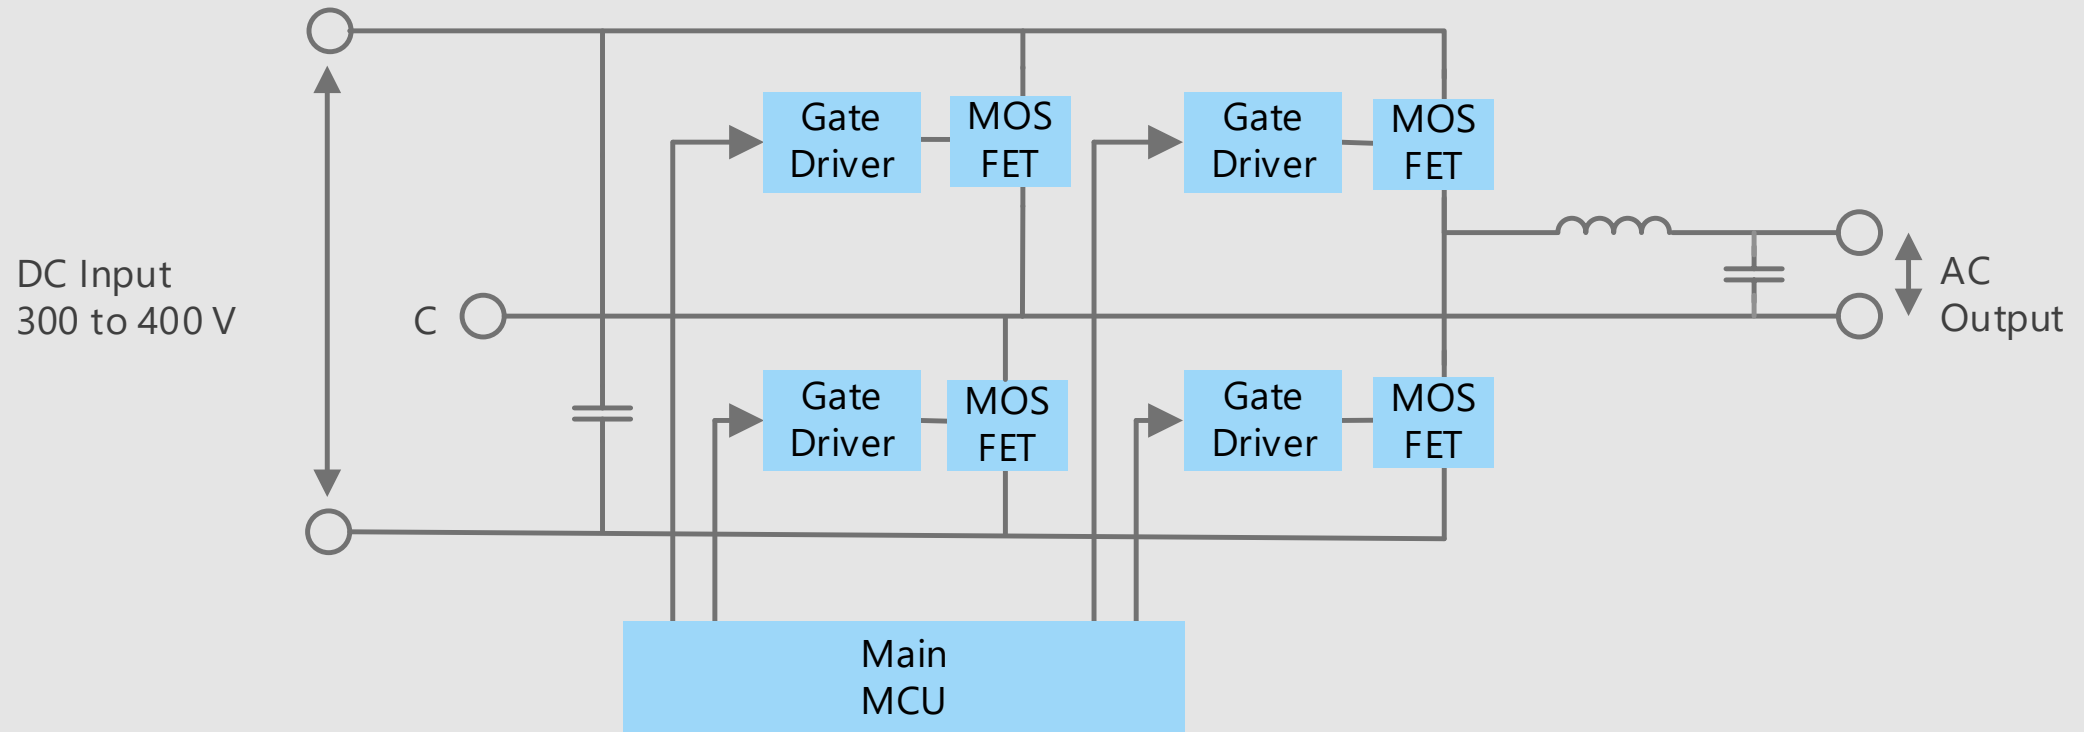 Gate
Driver
MOS
FET
Gate
Driver
MOS
FET
DC Input
300 to 400 V
C
AC
Output
Gate
Driver
MOS
FET
Gate
Driver
MOS
FET
Main
MCU